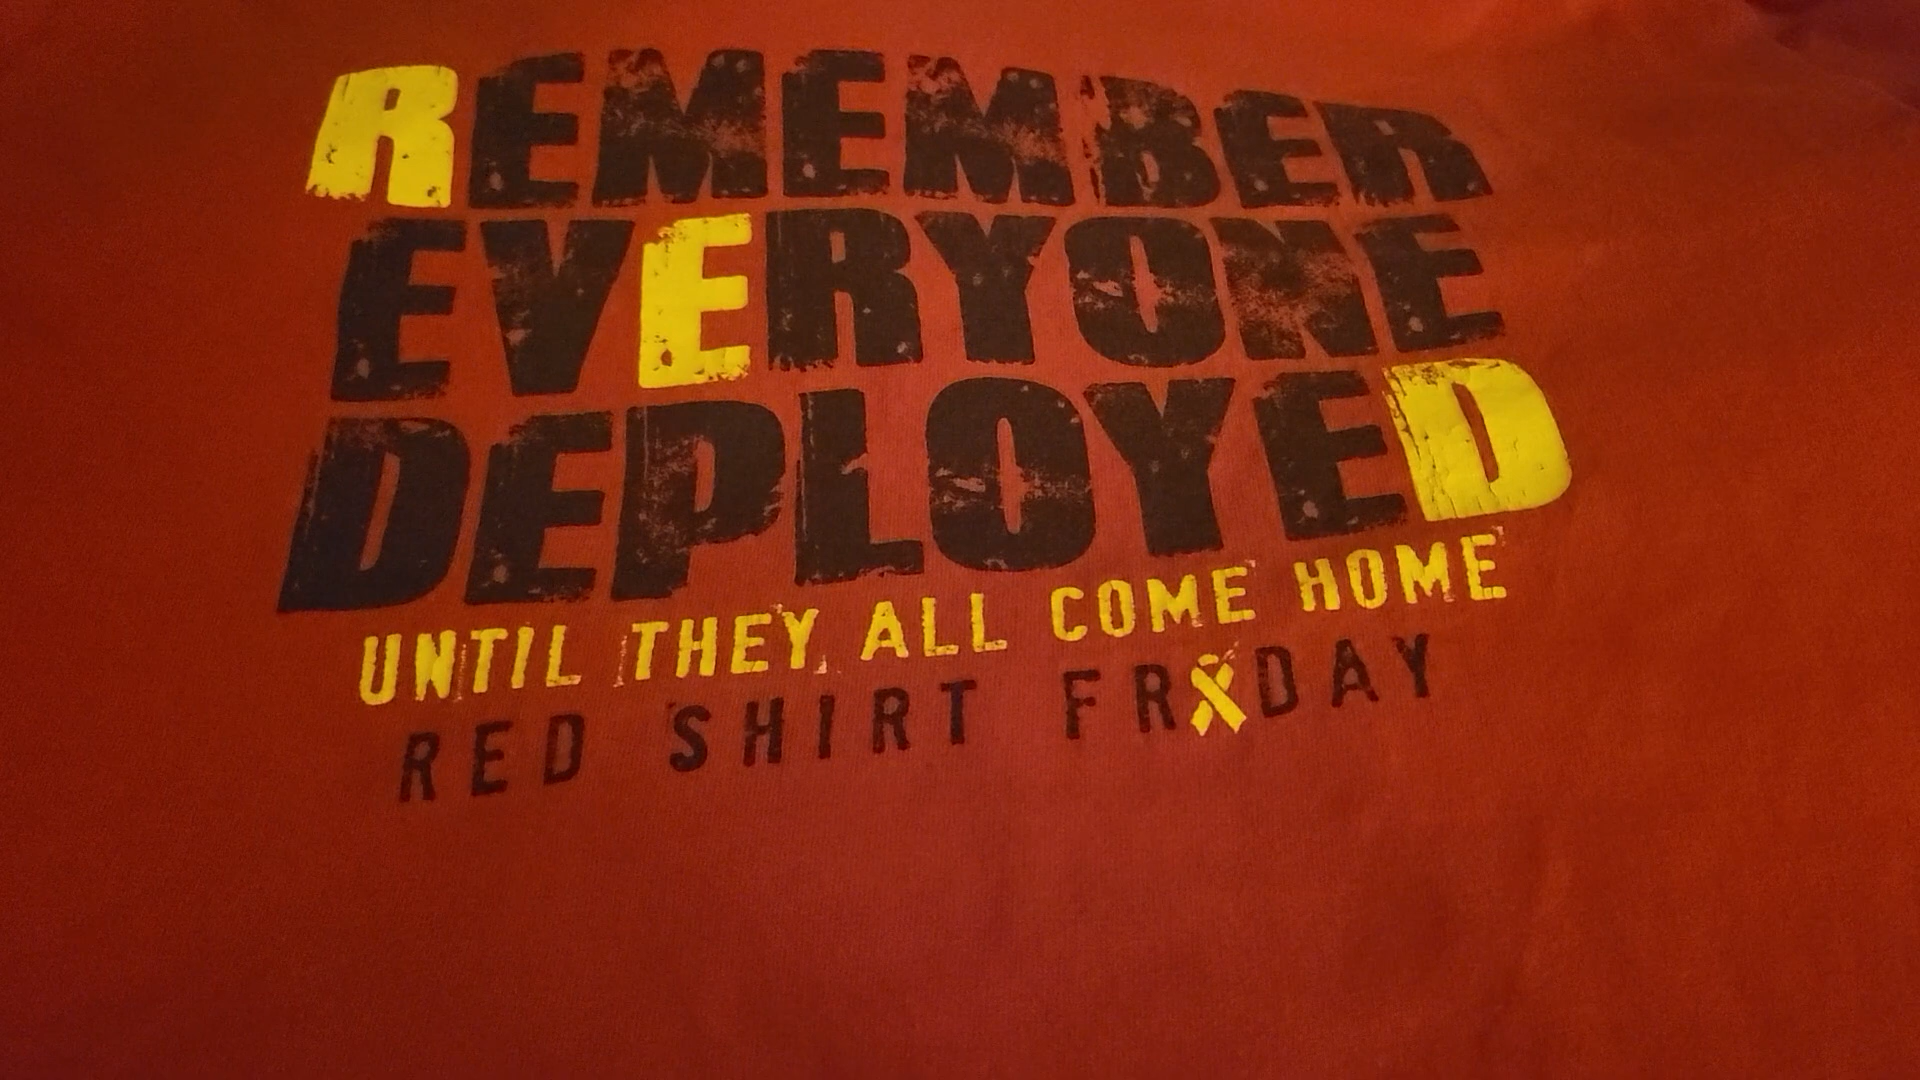 REMEMBER
EVERYONE
DEPLOYED
UNTIL THEY ALL COME HOME
RED SHIRT FRIDAY